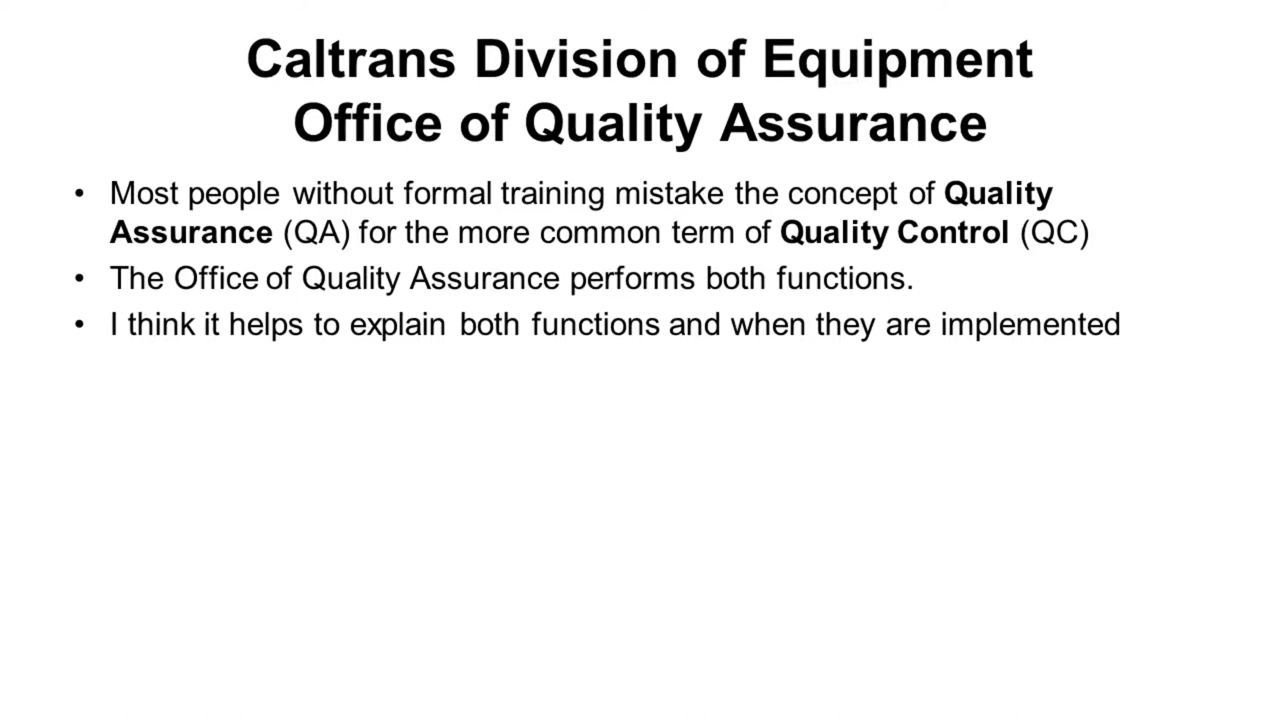 Caltrans Division of Equipment
Office of Quality Assurance
• Most people without formal training mistake the concept of Quality
Assurance (QA) for the more common term of Quality Control (QC)
• The Office of Quality Assurance performs both functions.
• I think it helps to explain both functions and when they are implemented